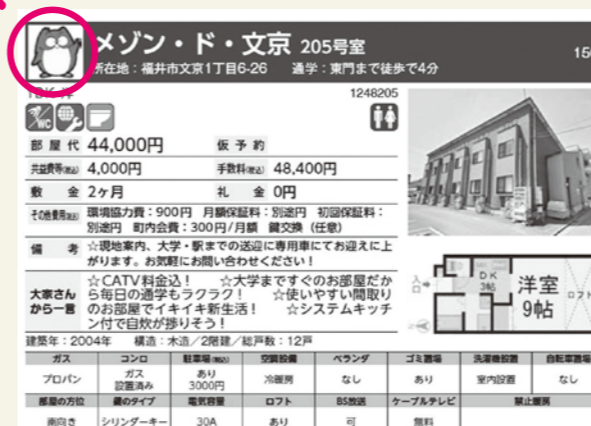 メゾン・ド・文京 205号室
所在地：福井市文京1丁目6-26 通学：東門まで徒歩で4分
1248205
WC
部屋代 44,000円 仮予約
共益費等(税込) 4,000円 手数料(税込) 48,400円
敷金 2ヶ月 礼金 0円
その他費用(税込) 環境協力費：900円 月額保証料：別途円 初回保証料：
別途円 町内会費：300円/月額 鍵交換（任意）
備考 ☆現地案内、大学・駅までの送迎に専用車にてお迎えに上
がります。お気軽にお問い合わせください！
大家さんから一言 ☆CATV料金込！ ☆大学まですぐのお部屋だか
ら毎日の通学もラクラク！ ☆使いやすい間取り
のお部屋でイキイキ新生活！ ☆システムキッチ
ン付で自炊が捗りそう！
入口
DK
3帖
洋室
9帖
ロフト
建築年：2004年 構造：木造／2階建／総戸数：12戸
ガス コンロ 駐車場(税込) 空調設備 ベランダ ゴミ置場 洗濯機設置 自転車置場
プロパン ガス設置済み あり3000円 冷暖房 なし あり 室内設置 なし
部屋の方位 鍵のタイプ 電気容量 ロフト BS放送 ケーブルテレビ 禁止暖房
南向き シリンダーキー 30A あり 可 無料